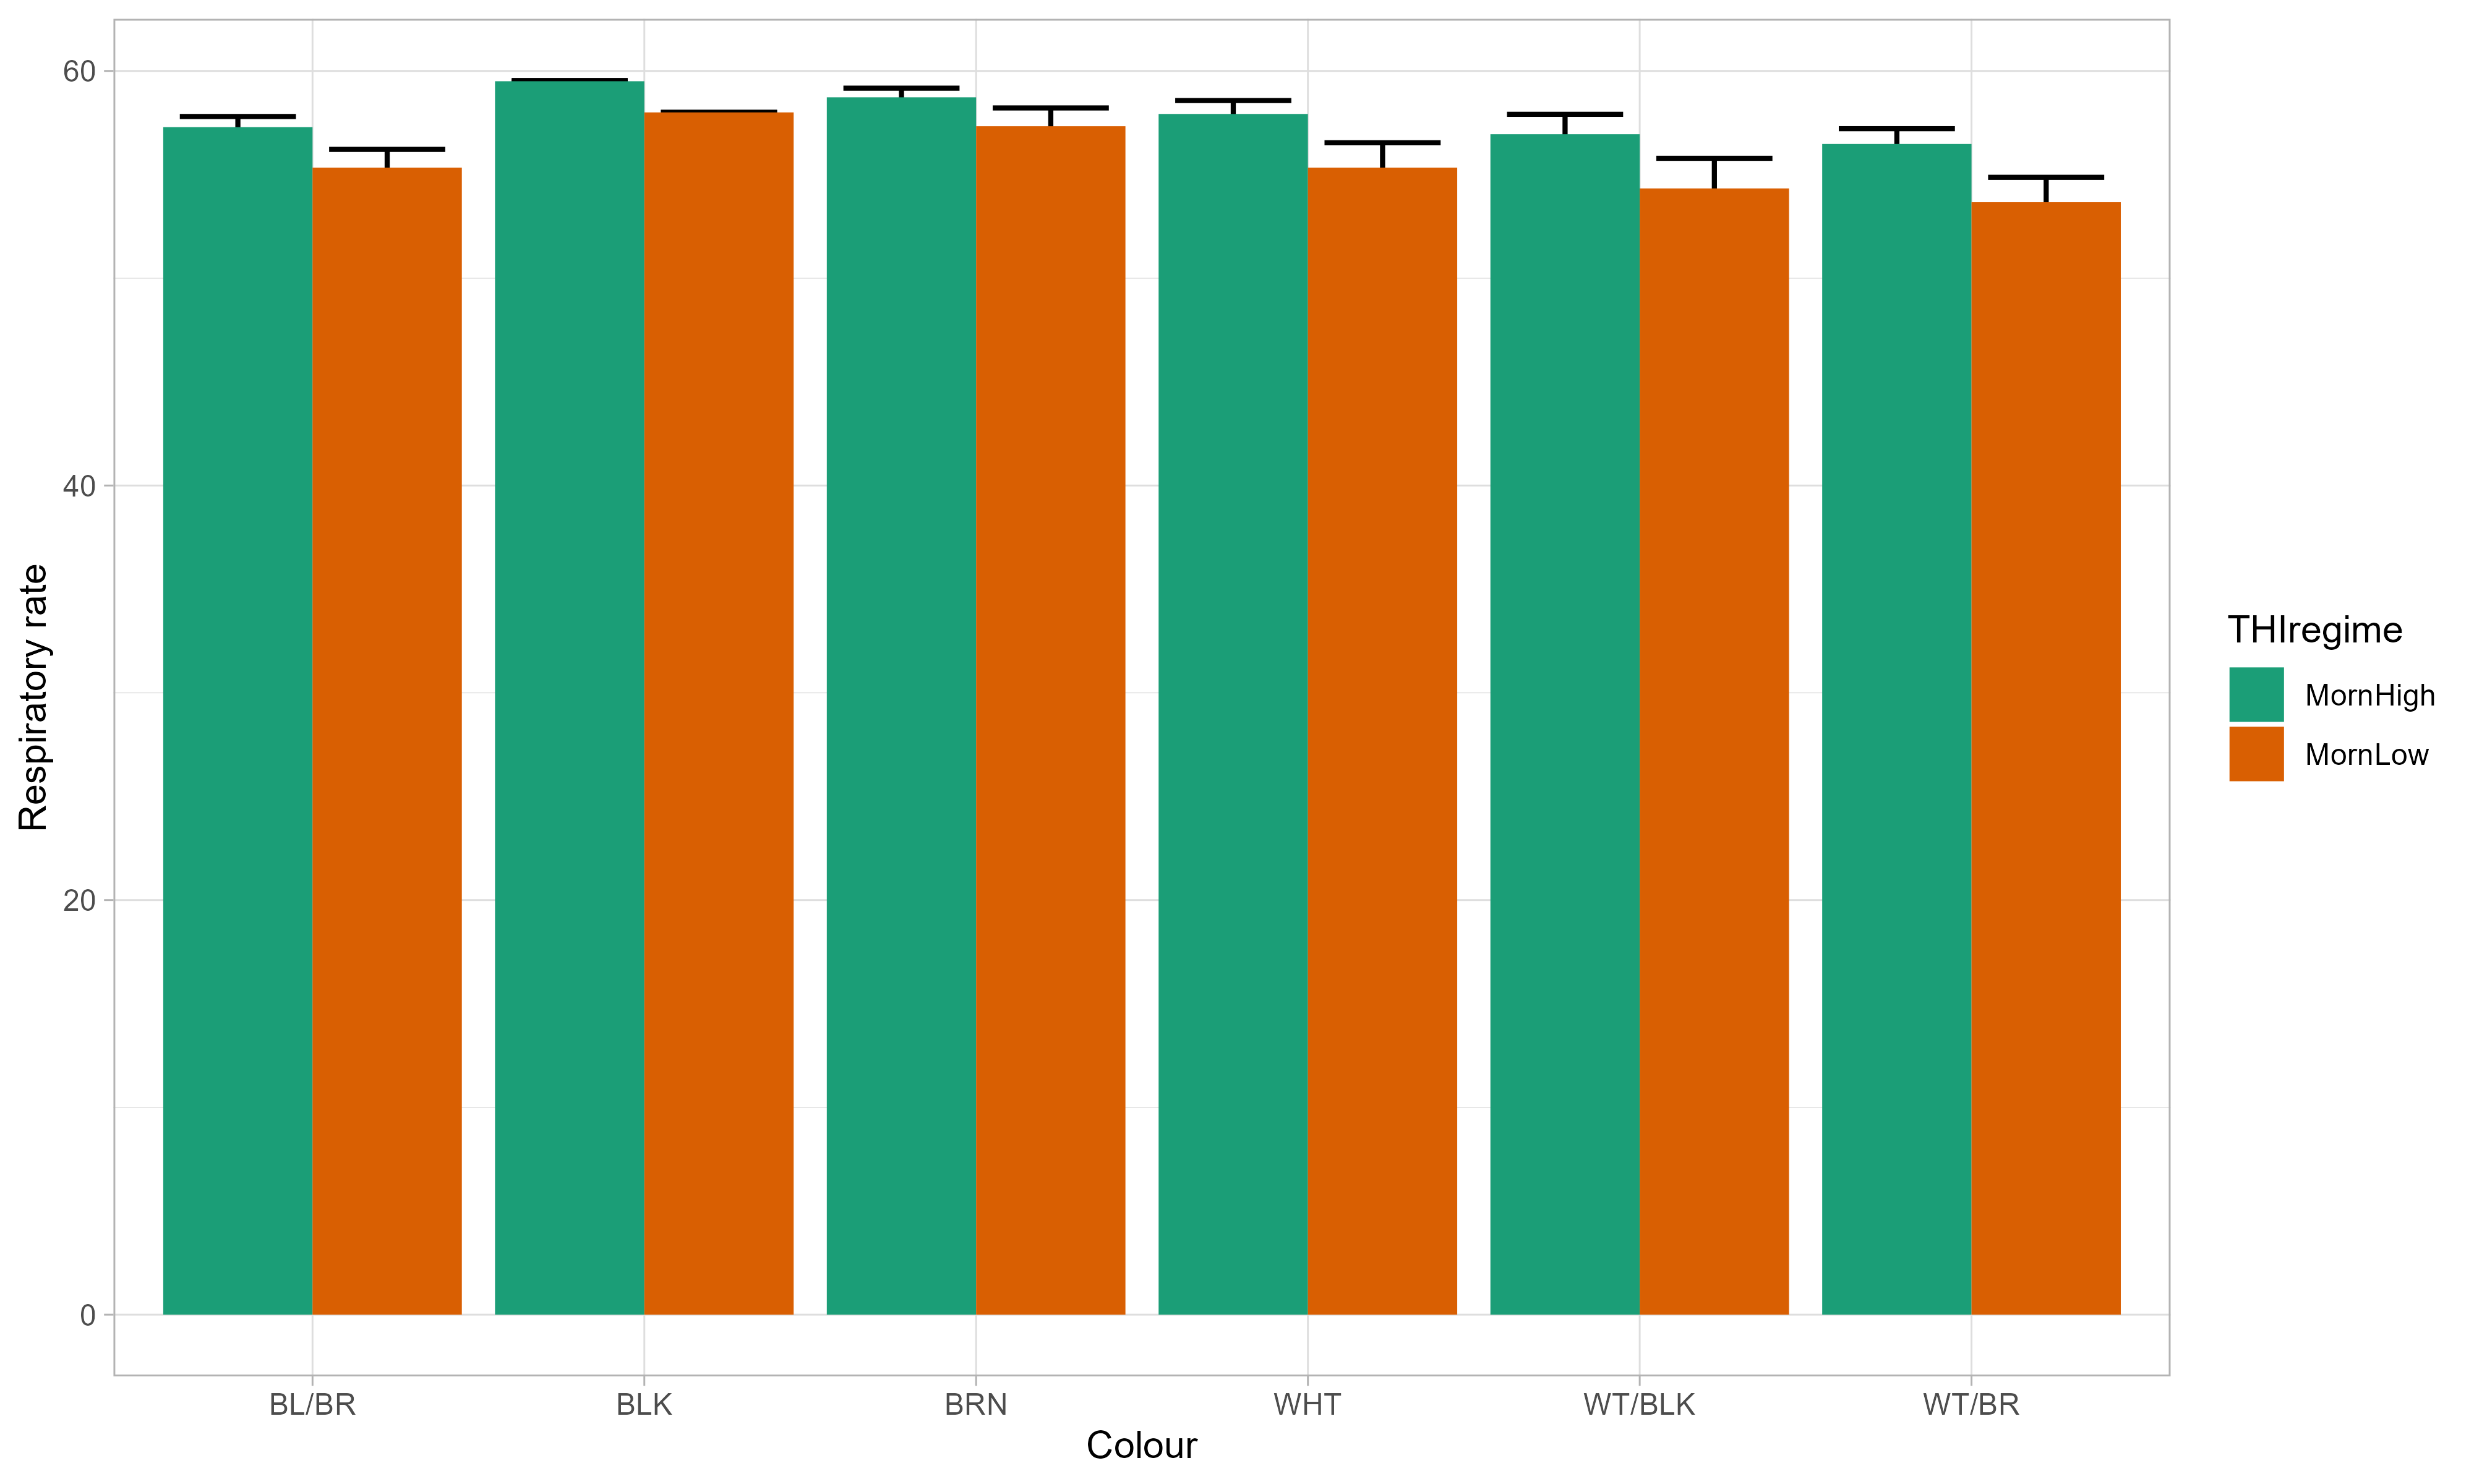 60
40
20
0
Respiratory rate
BL/BR
BLK
BRN
WHT
WT/BLK
WT/BR
Colour
THIregime
MornHigh
MornLow